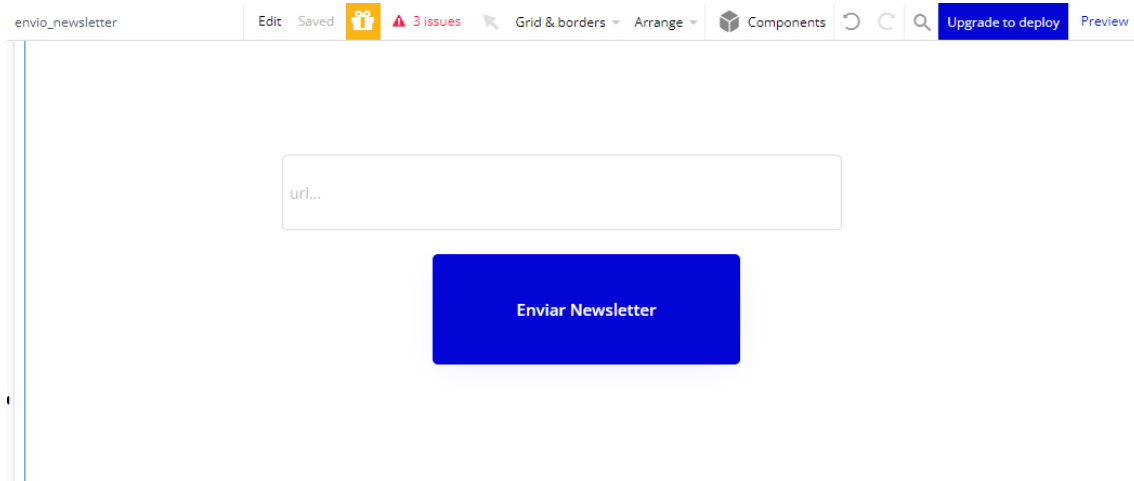 envio_newsletter Edit Saved 3 issues Grid & borders Arrange Components Upgrade to deploy Preview
url...
Enviar Newsletter